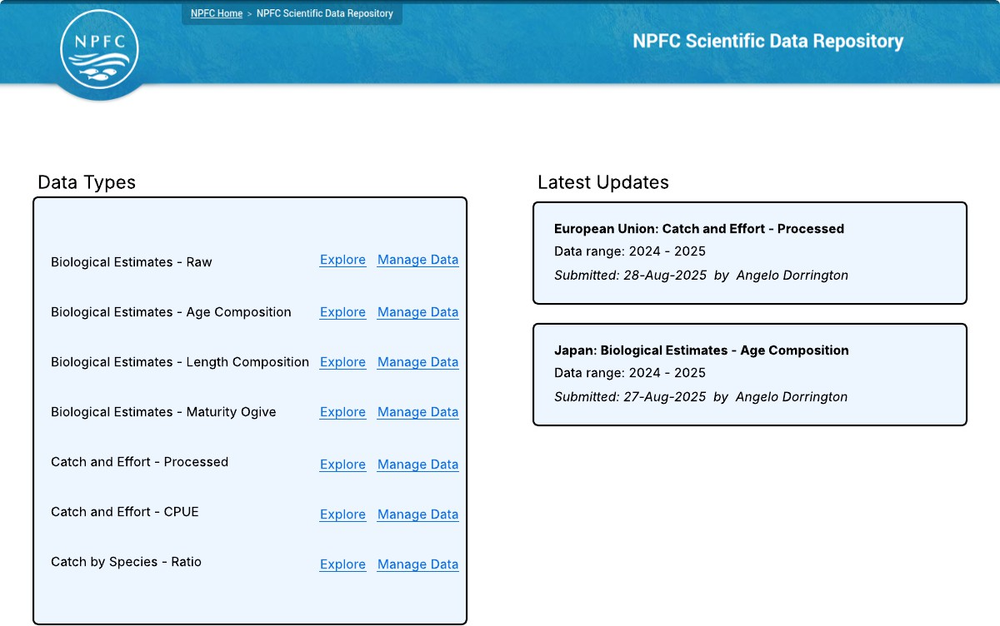 NPFC Home > NPFC Scientific Data Repository
NPFC
NPFC Scientific Data Repository
Data Types
Biological Estimates - Raw Explore Manage Data
Biological Estimates - Age Composition Explore Manage Data
Biological Estimates - Length Composition Explore Manage Data
Biological Estimates - Maturity Ogive Explore Manage Data
Catch and Effort - Processed Explore Manage Data
Catch and Effort - CPUE Explore Manage Data
Catch by Species - Ratio Explore Manage Data
Latest Updates
European Union: Catch and Effort - Processed
Data range: 2024 - 2025
Submitted: 28-Aug-2025 by Angelo Dorrington
Japan: Biological Estimates - Age Composition
Data range: 2024 - 2025
Submitted: 27-Aug-2025 by Angelo Dorrington